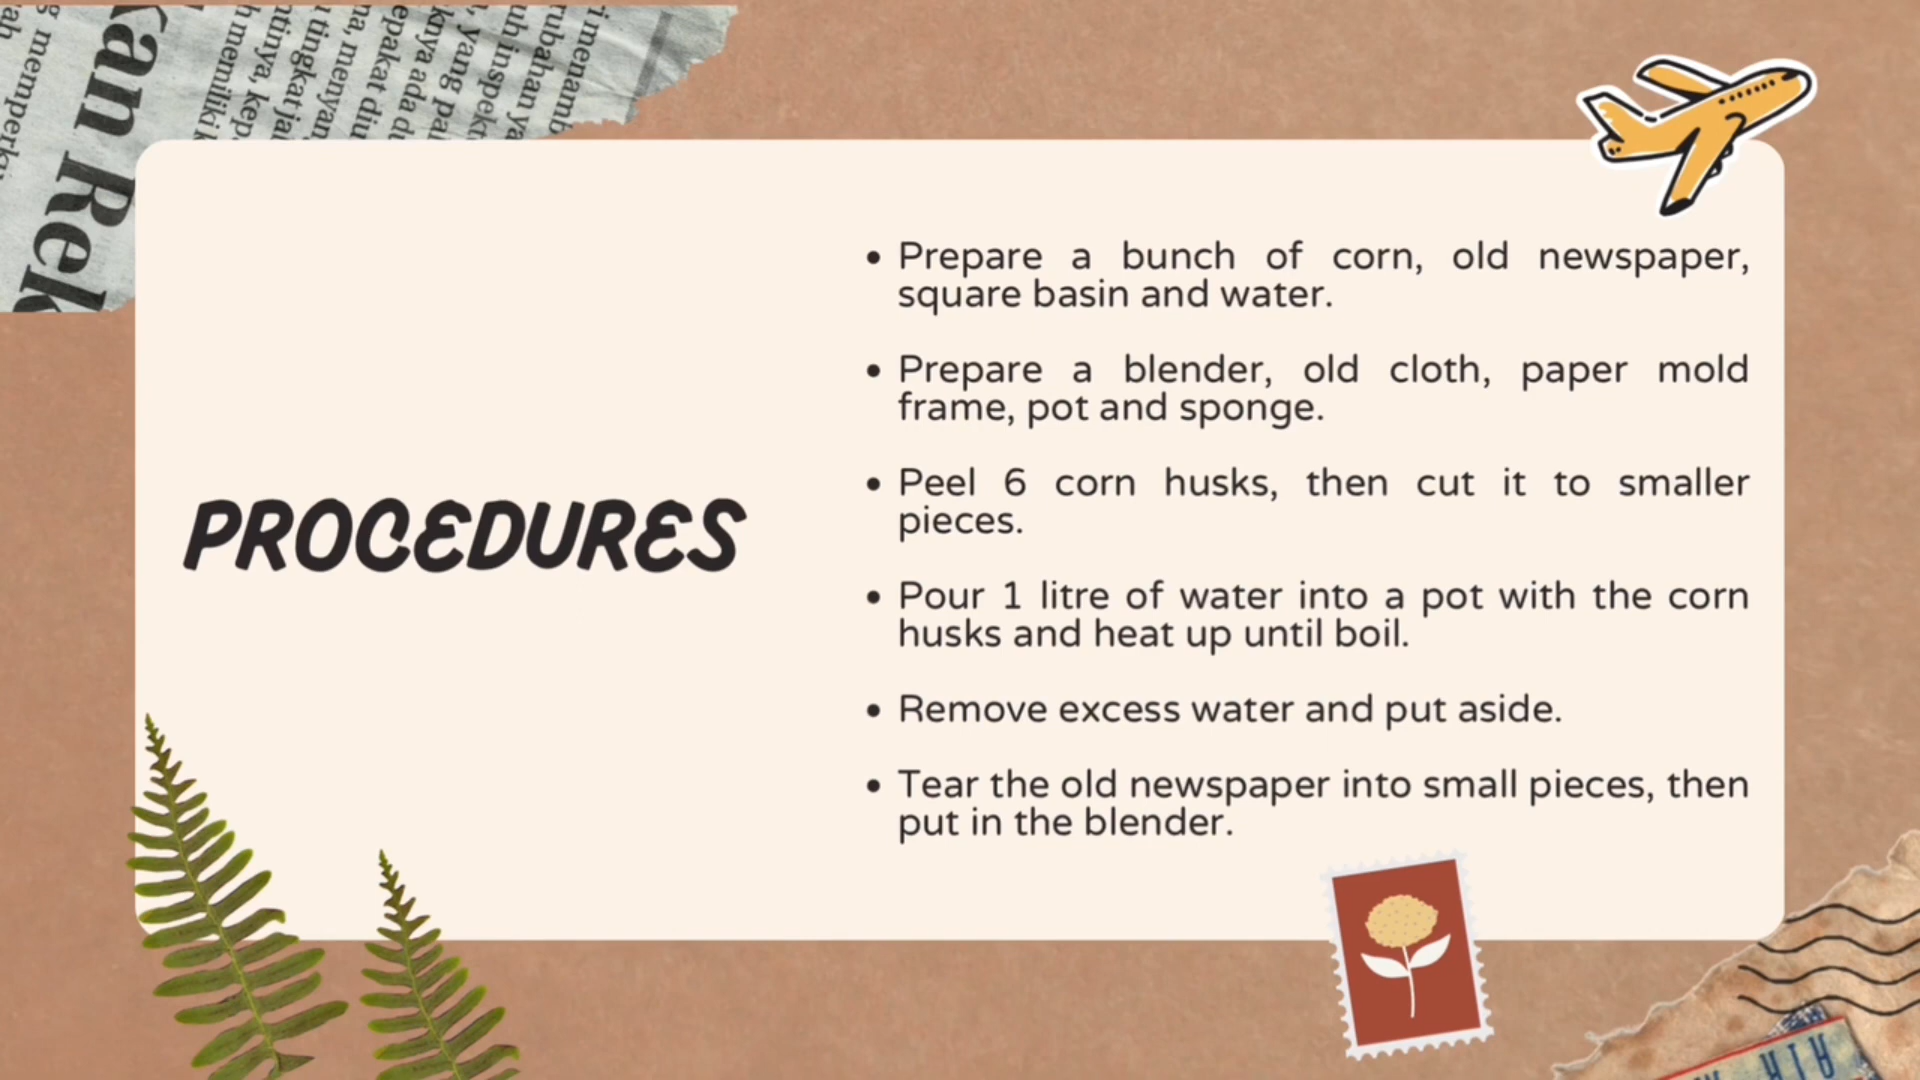 kan Rek
PROCEDURES
• Prepare a bunch of corn, old newspaper,
square basin and water.
• Prepare a blender, old cloth, paper mold
frame, pot and sponge.
• Peel 6 corn husks, then cut it to smaller
pieces.
• Pour 1 litre of water into a pot with the corn
husks and heat up until boil.
• Remove excess water and put aside.
• Tear the old newspaper into small pieces, then
put in the blender.